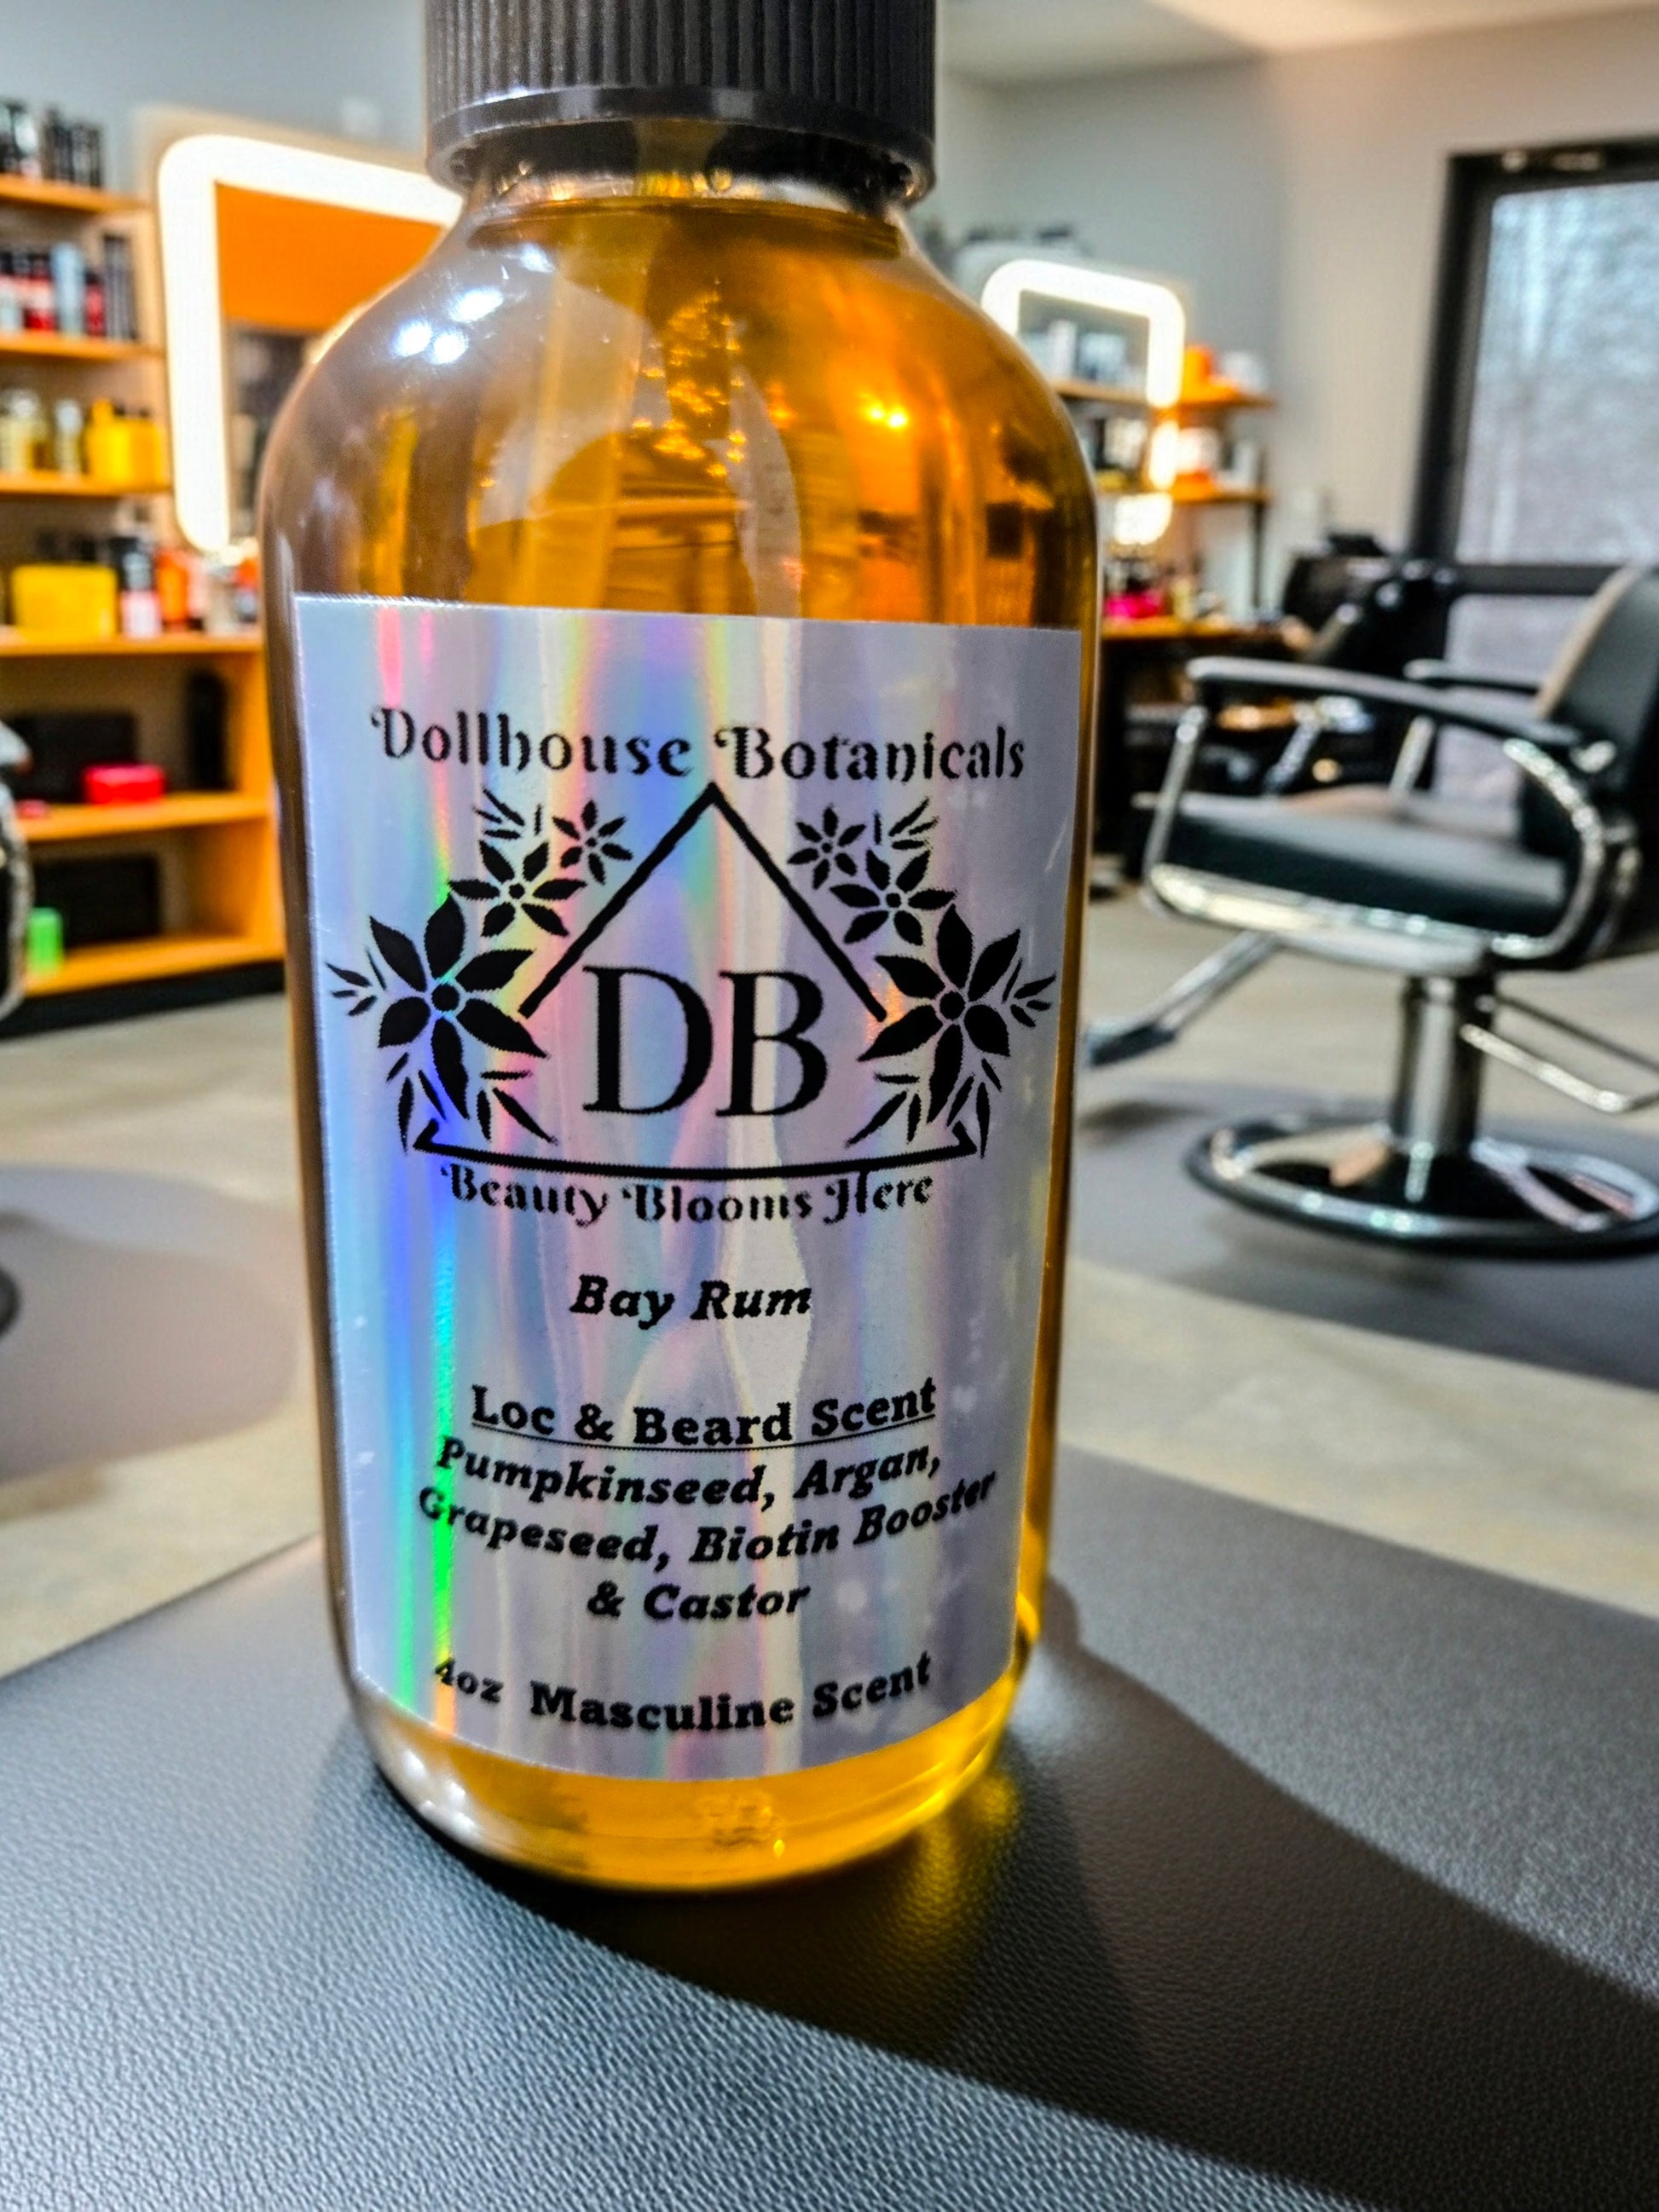 Dollhouse Botanicals
DB
Beauty Blooms Here
Bay Rum
Loc & Beard Scent
Pumpkinseed, Argan,
Grapeseed, Biotin Booster
& Castor
4oz Masculine Scent